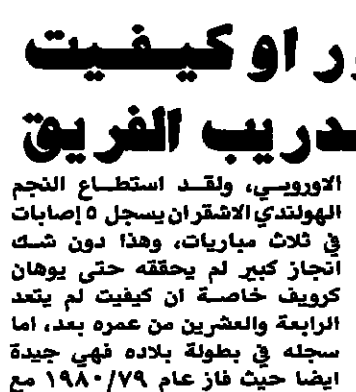 ر او كيفيت
دريب الفريق
الاوروبي، ولقد استطاع النجم
الهولندي الاشقر ان يسجل ٥ إصابات
في ثلاث مباريات، وهذا دون شك
انجاز كبير لم يحققه حتى يوهان
كرويف خاصة ان كيفيت لم يتعد
الرابعة والعشرين من عمره بعد، اما
سجله في بطولة بلاده فهي جيدة
ايضا حيث فاز عام ١٩٨٠/٧٩ مع